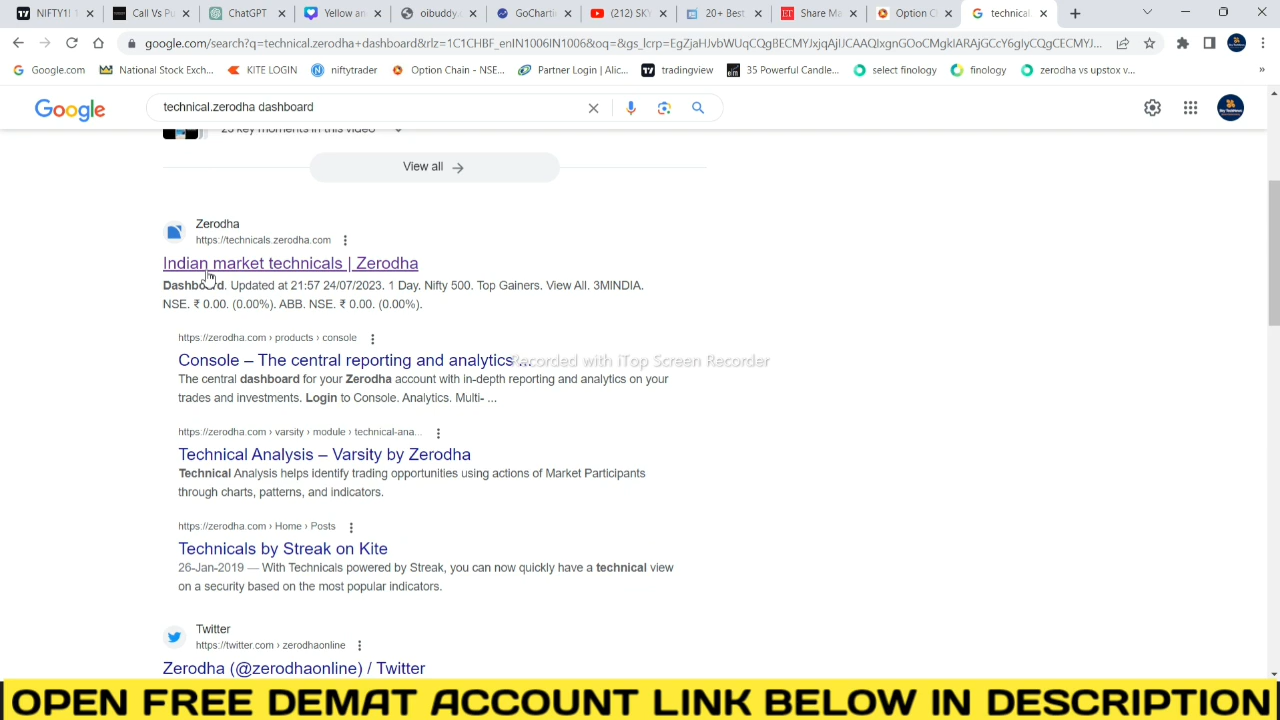 NIFTY1
Call Vs Pu
ChatGPT
Yellow an
oibuddy.c
GoChart
(212) Sky
20+ Rest
Share Ma
Option C
technical.
google.com/search?q=technical.zerodha+dashboard&rlz=1C1CHBF_enIN1006IN1006&oq=&gs_lcrp=
Google.com
National Stock Exch...
KITE LOGIN
niftytrader
Option Chain - NSE...
Partner Login | Alic...
tradingview
35 Powerful Candle...
select finology
finology
zerodha vs upstox v...
»
Google
technical.zerodha dashboard
25 key moments in this video
View all
Zerodha
https://technicals.zerodha.com
Indian market technicals | Zerodha
Dashboard. Updated at 21:57 24/07/2023. 1 Day. Nifty 500. Top Gainers. View All. 3MINDIA.
NSE. ₹ 0.00. (0.00%). ABB. NSE. ₹ 0.00. (0.00%).
https://zerodha.com › products › console
Console – The central reporting and analytics ...
Recorded with iTop Screen Recorder
The central dashboard for your Zerodha account with in-depth reporting and analytics on your
trades and investments. Login to Console. Analytics. Multi- ...
https://zerodha.com › varsity › module › technical-ana...
Technical Analysis – Varsity by Zerodha
Technical Analysis helps identify trading opportunities using actions of Market Participants
through charts, patterns, and indicators.
https://zerodha.com › Home › Posts
Technicals by Streak on Kite
26-Jan-2019 — With Technicals powered by Streak, you can now quickly have a technical view
on a security based on the most popular indicators.
Twitter
https://twitter.com › zerodhaonline
Zerodha (@zerodhaonline) / Twitter
OPEN FREE DEMAT ACCOUNT LINK BELOW IN DESCRIPTION